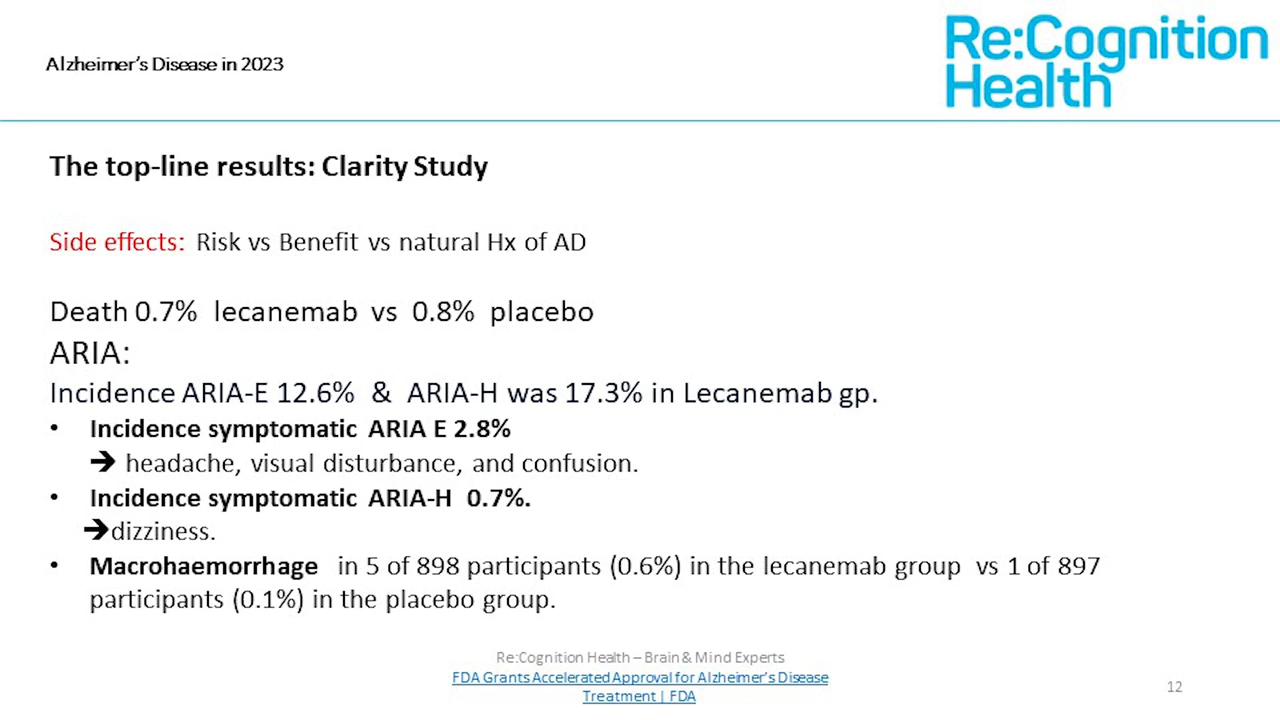 Alzheimer's Disease in 2023
Re:Cognition
Health
The top-line results: Clarity Study
Side effects: Risk vs Benefit vs natural Hx of AD
Death 0.7% lecanemab vs 0.8% placebo
ARIA:
Incidence ARIA-E 12.6% & ARIA-H was 17.3% in Lecanemab gp.
• Incidence symptomatic ARIA E 2.8%
➔ headache, visual disturbance, and confusion.
• Incidence symptomatic ARIA-H 0.7%.
➔dizziness.
• Macrohaemorrhage in 5 of 898 participants (0.6%) in the lecanemab group vs 1 of 897
participants (0.1%) in the placebo group.
Re:Cognition Health – Brain & Mind Experts
FDA Grants Accelerated Approval for Alzheimer's Disease
Treatment | FDA
12